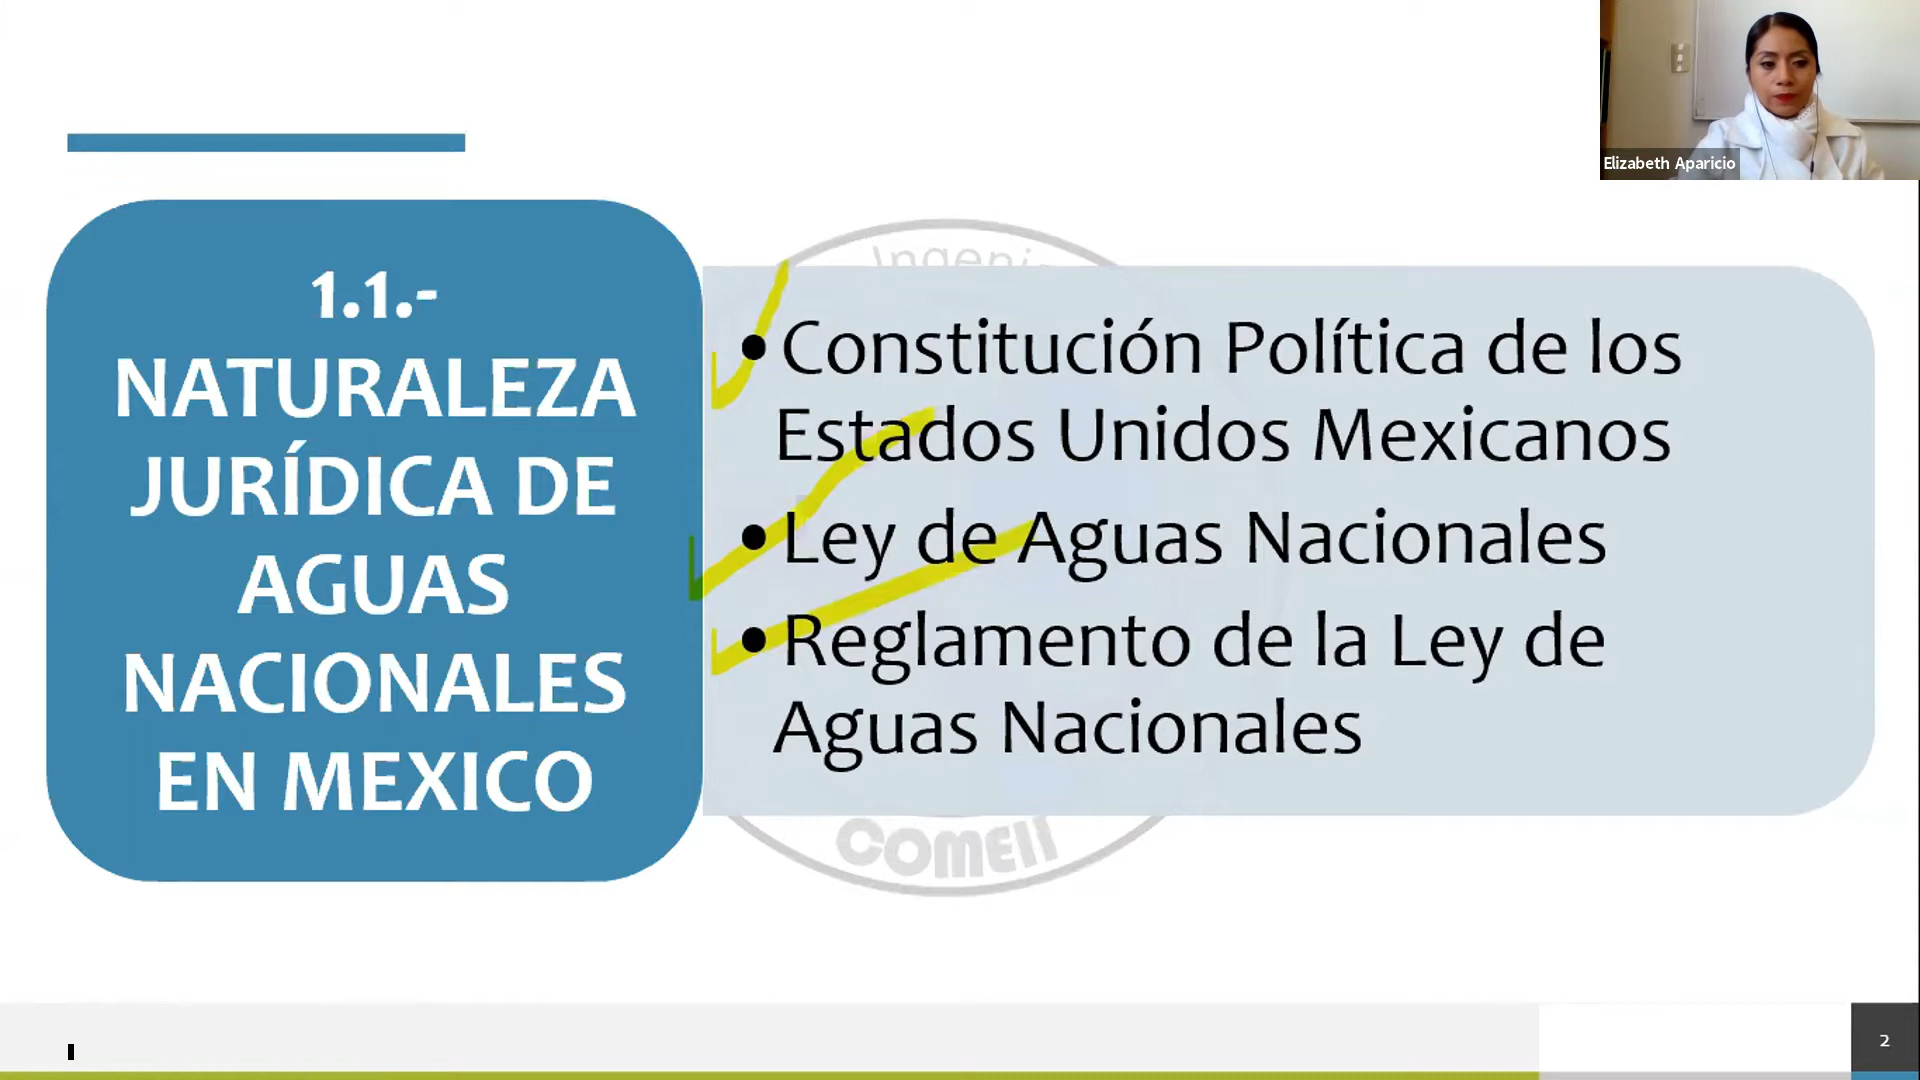 Elizabeth Aparicio
1.1.-
NATURALEZA
JURÍDICA DE
AGUAS
NACIONALES
EN MEXICO
Ingeni
• Constitución Política de los
Estados Unidos Mexicanos
• Ley de Aguas Nacionales
• Reglamento de la Ley de
Aguas Nacionales
COMEII
2